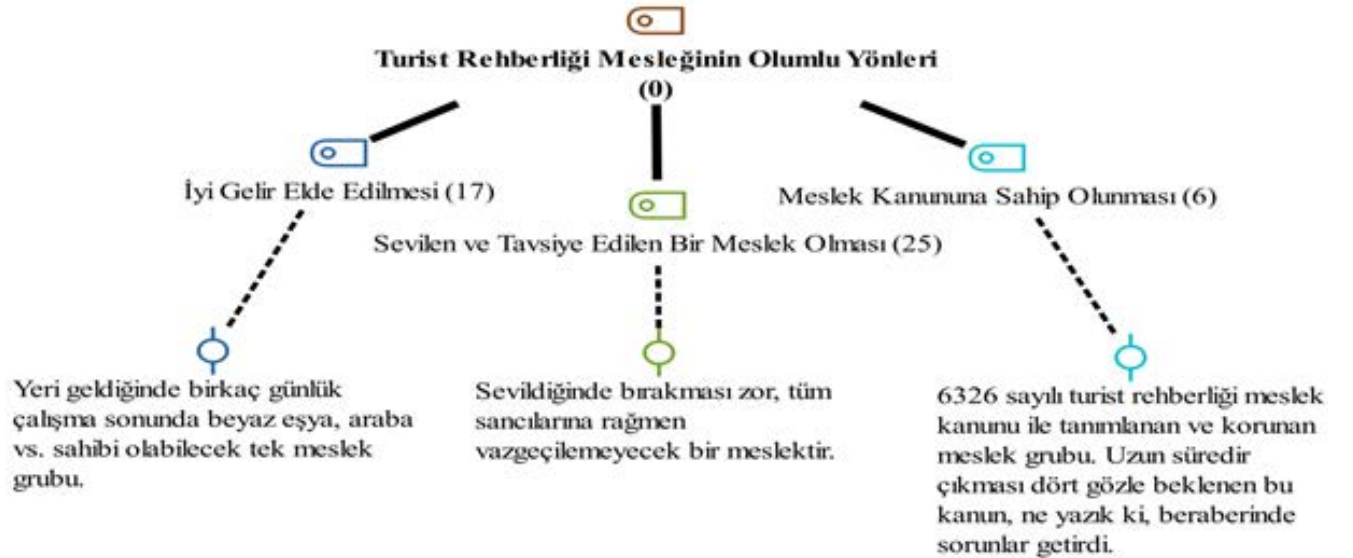 Turist Rehberliği Mesleğinin Olumlu Yönleri
(0)
İyi Gelir Elde Edilmesi (17)
Sevilen ve Tavsiye Edilen Bir Meslek Olması (25)
Meslek Kanununa Sahip Olunması (6)
Yeri geldiğinde birkaç günlük
çalışma sonunda beyaz eşya, araba
vs. sahibi olabilecek tek meslek
grubu.
Sevildiğinde bırakması zor, tüm
sancılarına rağmen
vazgeçilemeyecek bir meslektir.
6326 sayılı turist rehberliği meslek
kanunu ile tanımlanan ve korunan
meslek grubu. Uzun süredir
çıkması dört gözle beklenen bu
kanun, ne yazık ki, beraberinde
sorunlar getirdi.